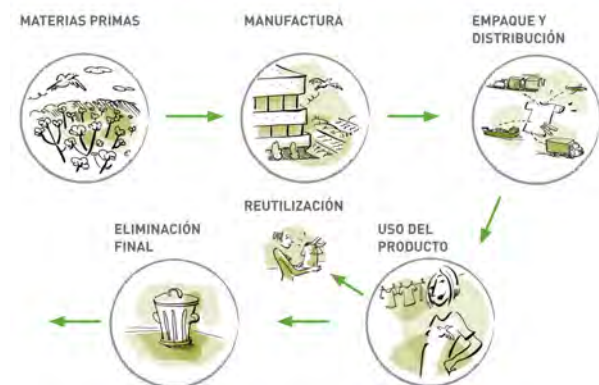 MATERIAS PRIMAS
MANUFACTURA
EMPAQUE Y
DISTRIBUCIÓN
REUTILIZACIÓN
ELIMINACIÓN
FINAL
USO DEL
PRODUCTO